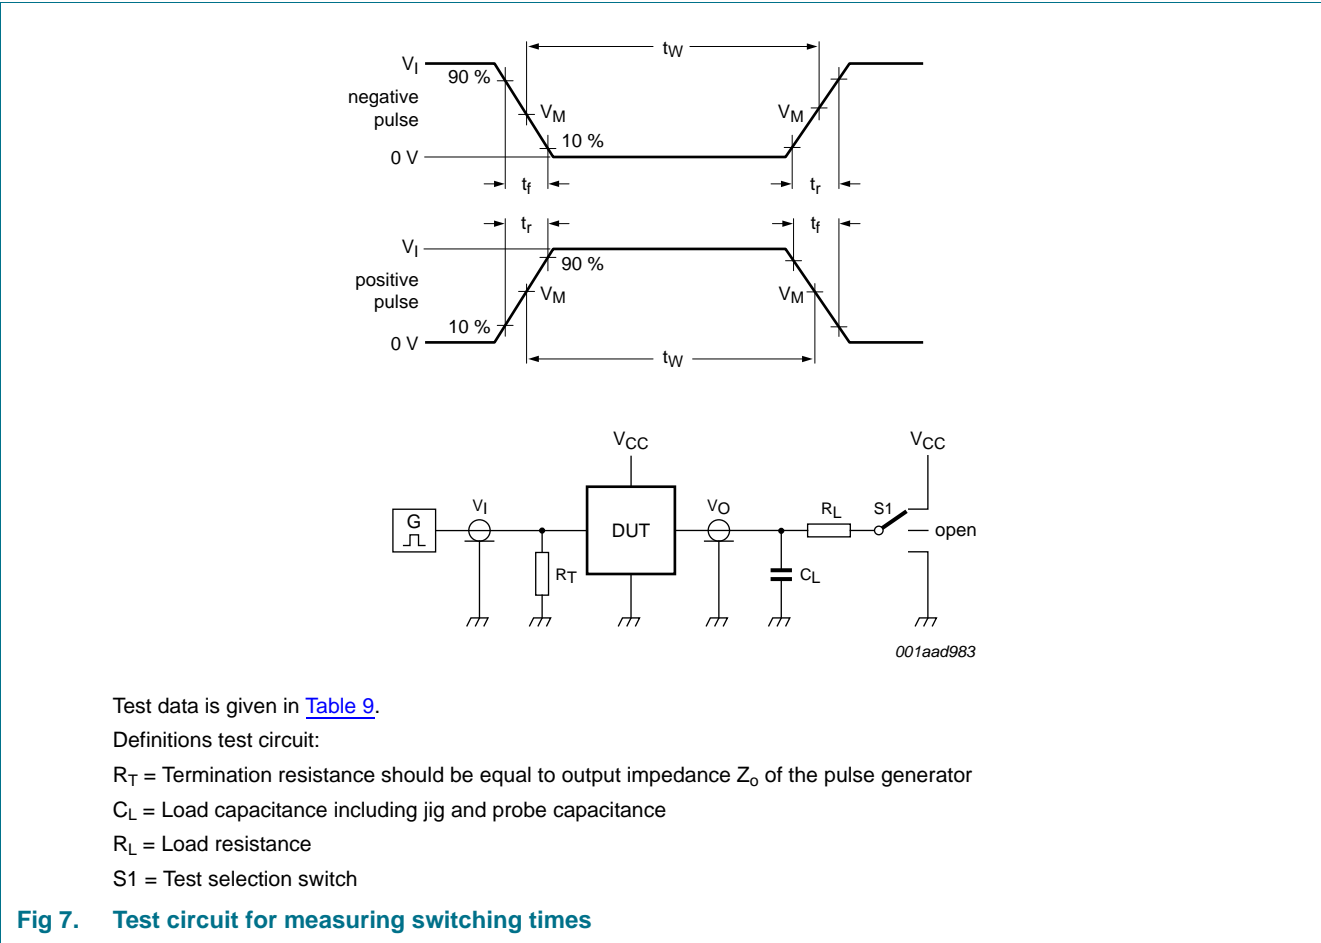 tW
VI
90 %
negative
pulse
VM
VM
10 %
0 V
tf
tr
tr
tf
VI
90 %
positive
pulse
VM
VM
10 %
0 V
tW
VCC
VCC
G
VI
DUT
VO
RL
S1
open
RT
CL
001aad983
Test data is given in Table 9.
Definitions test circuit:
RT = Termination resistance should be equal to output impedance Zo of the pulse generator
CL = Load capacitance including jig and probe capacitance
RL = Load resistance
S1 = Test selection switch
Fig 7. Test circuit for measuring switching times